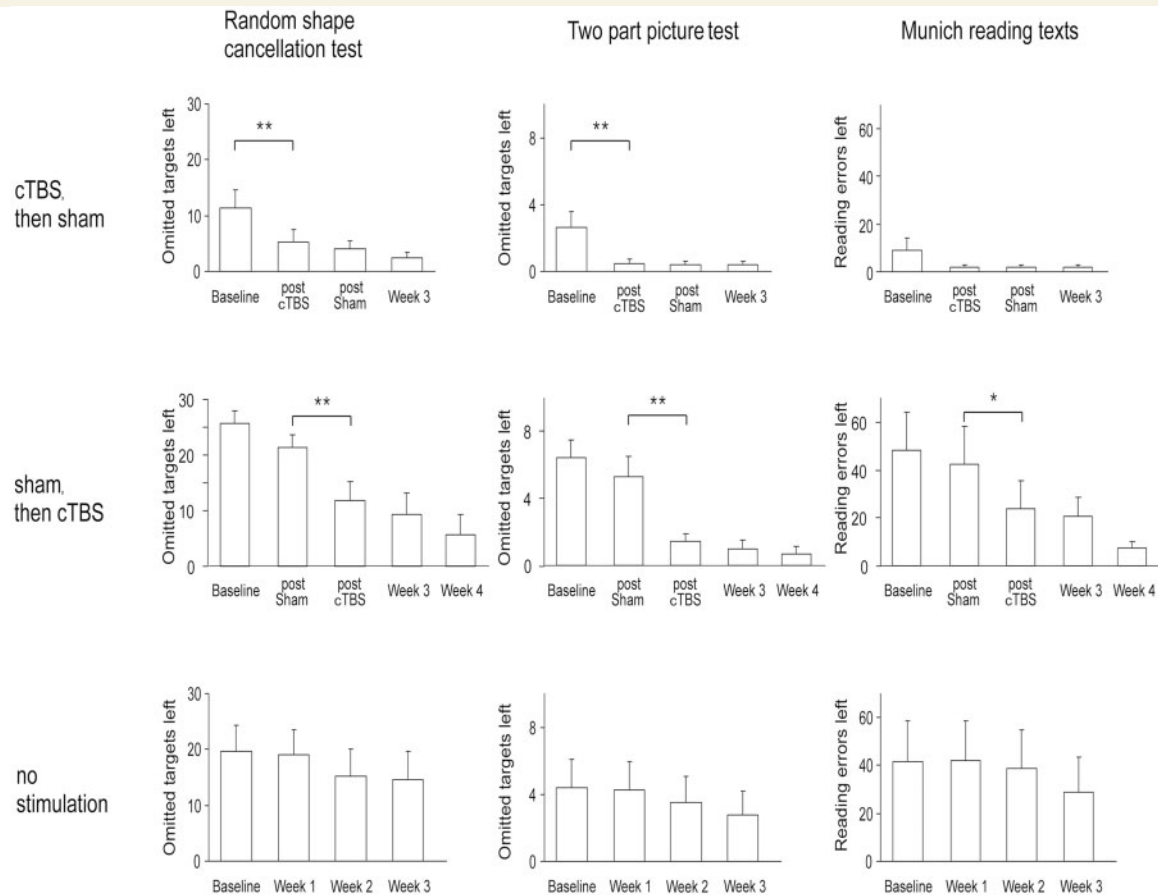 Random shape
cancellation test
Two part picture test
Munich reading texts
cTBS,
then sham
Omitted targets left
30
20
10
0
**
Baseline
post
cTBS
post
Sham
Week 3
Omitted targets left
8
4
0
**
Baseline
post
cTBS
post
Sham
Week 3
Reading errors left
60
40
20
0
Baseline
post
cTBS
post
Sham
Week 3
sham,
then cTBS
Omitted targets left
30
20
10
0
**
Baseline
post
Sham
post
cTBS
Week 3
Week 4
Omitted targets left
8
4
0
**
Baseline
post
Sham
post
cTBS
Week 3
Week 4
Reading errors left
60
40
20
0
*
Baseline
post
Sham
post
cTBS
Week 3
Week 4
no
stimulation
Omitted targets left
30
20
10
0
Baseline
Week 1
Week 2
Week 3
Omitted targets left
8
4
0
Baseline
Week 1
Week 2
Week 3
Reading errors left
60
40
20
0
Baseline
Week 1
Week 2
Week 3